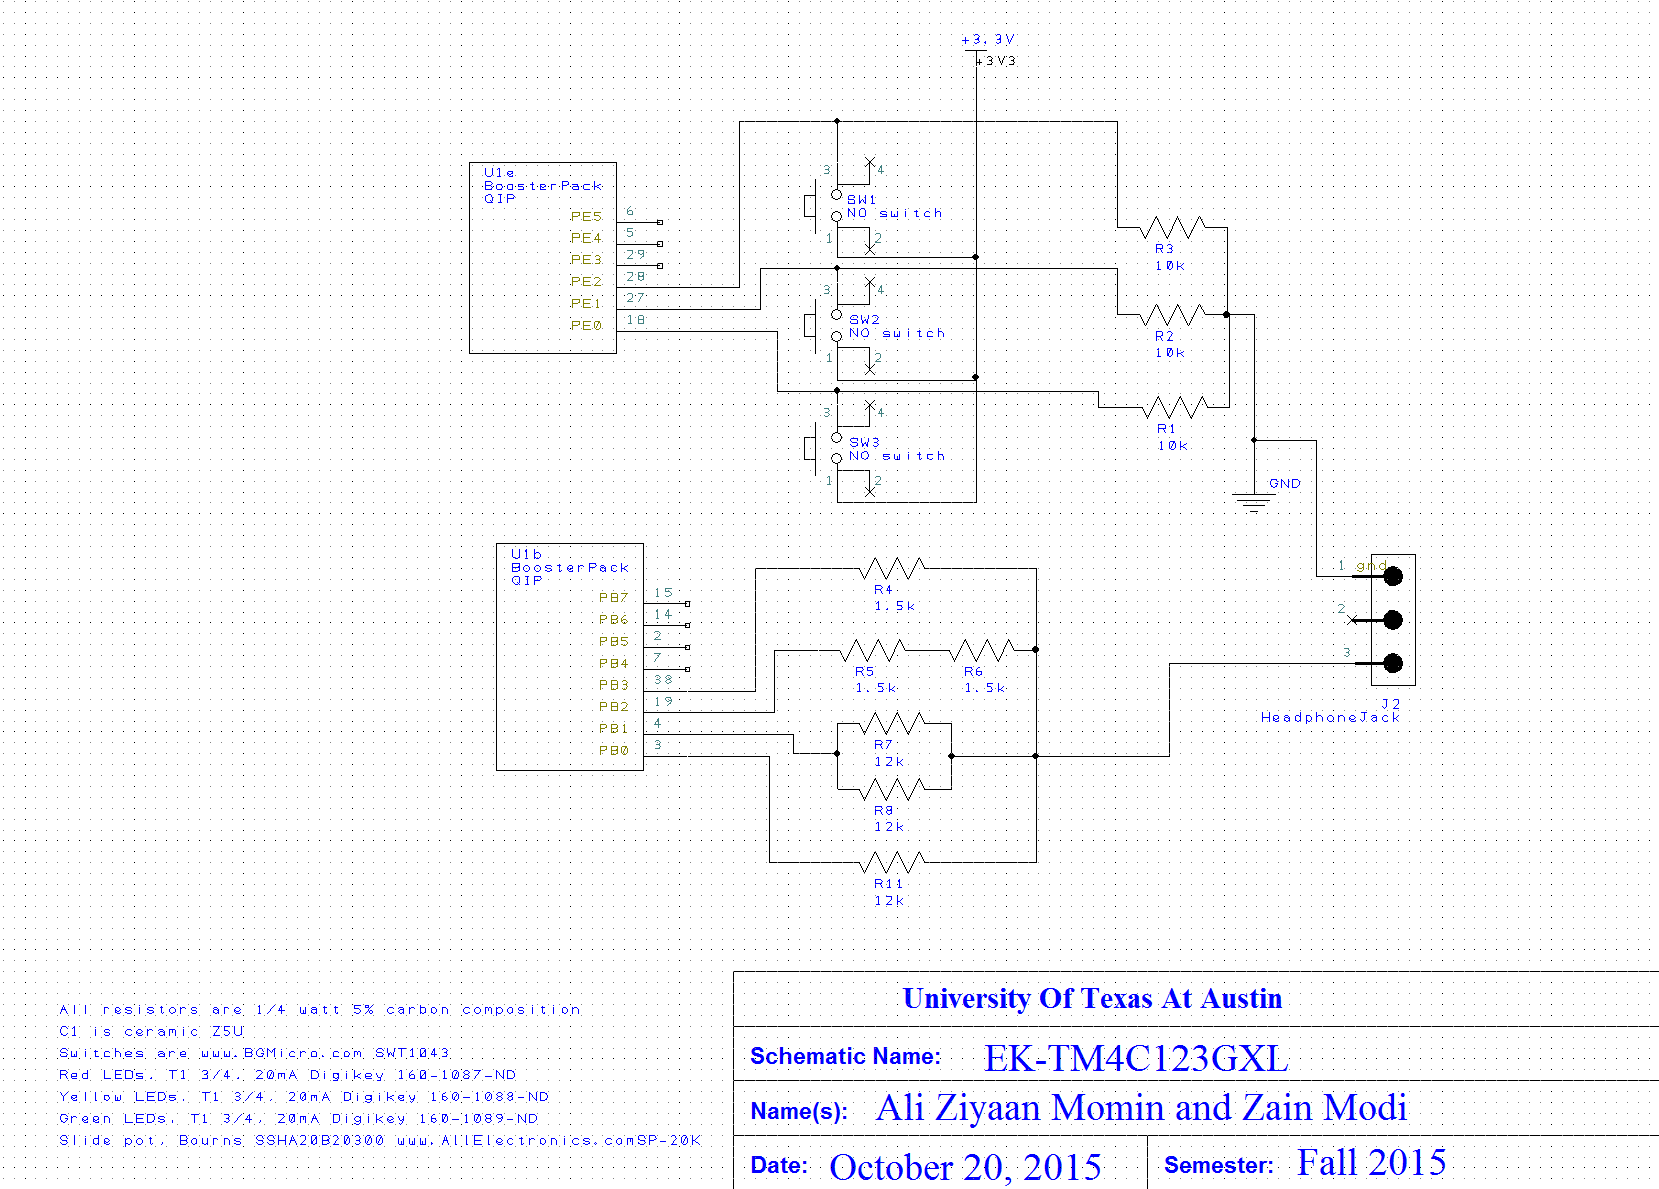 +3.3V
+3V3
U1e
BoosterPack
QIP
PE5 6
PE4 5
PE3 29
PE2 28
PE1 27
PE0 18
3 4
SW1
NO switch
1 2
3 4
SW2
NO switch
1 2
3 4
SW3
NO switch
1 2
R3
10k
R2
10k
R1
10k
GND
U1b
BoosterPack
QIP
PB7 15
PB6 14
PB5 2
PB4 7
PB3 38
PB2 19
PB1 4
PB0 3
R4
1.5k
R5
1.5k
R6
1.5k
R7
12k
R8
12k
R11
12k
1 gnd
2
3
J2
HeadphoneJack
All resistors are 1/4 watt 5% carbon composition
C1 is ceramic Z5U
Switches are www.BGMicro.com SWT1043
Red LEDs, T1 3/4, 20mA Digikey 160-1087-ND
Yellow LEDs, T1 3/4, 20mA Digikey 160-1088-ND
Green LEDs, T1 3/4, 20mA Digikey 160-1089-ND
Slide pot, Bourns SSHA20B20300 www.AllElectronics.comSP-20K
University Of Texas At Austin
Schematic Name: EK-TM4C123GXL
Name(s): Ali Ziyaan Momin and Zain Modi
Date: October 20, 2015 Semester: Fall 2015